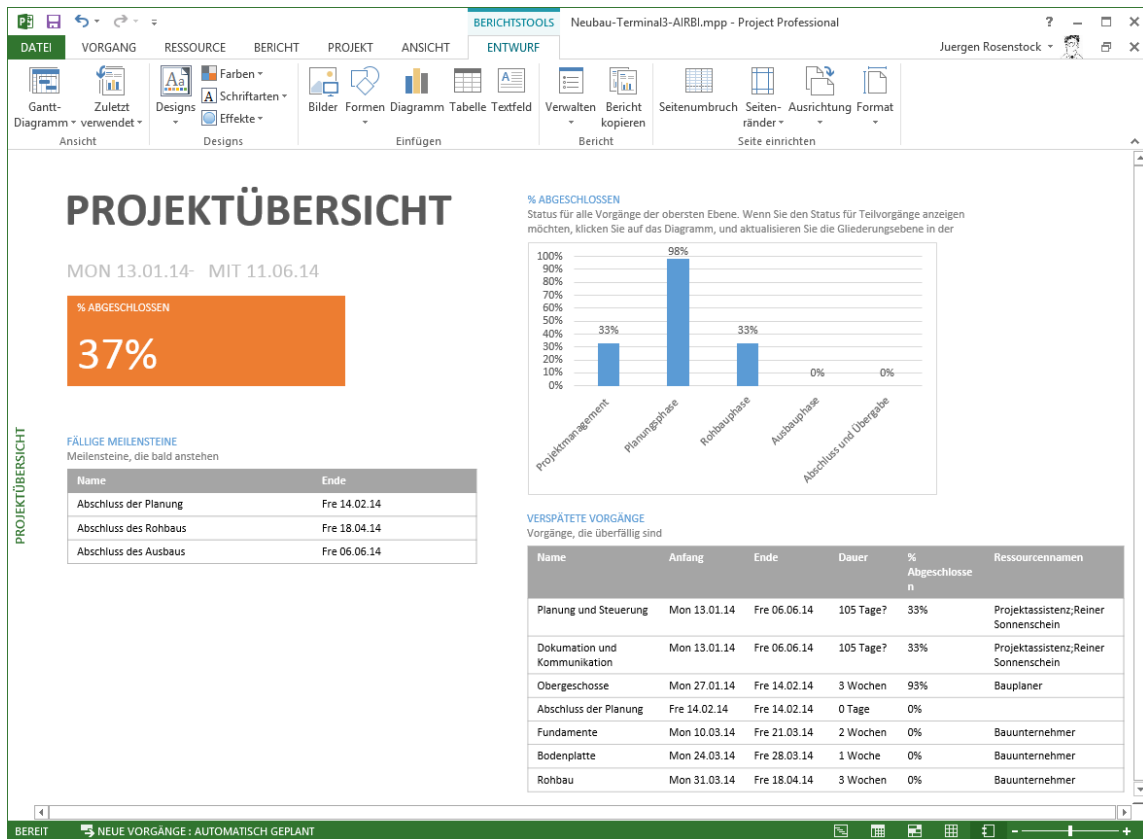 BERICHTSTOOLS
Neubau-Terminal3-AIRBI.mpp - Project Professional
DATEI VORGANG RESSOURCE BERICHT PROJEKT ANSICHT ENTWURF
Juergen Rosenstock
Gantt-
Diagramm
Zuletzt
verwendet
Ansicht
Designs
Farben
Schriftarten
Effekte
Designs
Bilder Formen Diagramm Tabelle Textfeld
Einfügen
Verwalten
Bericht
kopieren
Bericht
Seitenumbruch
Seiten-
ränder
Ausrichtung
Format
Seite einrichten
PROJEKTÜBERSICHT
PROJEKTÜBERSICHT
MON 13.01.14- MIT 11.06.14
% ABGESCHLOSSEN
37%
FÄLLIGE MEILENSTEINE
Meilensteine, die bald anstehen
Name Ende
Abschluss der Planung Fre 14.02.14
Abschluss des Rohbaus Fre 18.04.14
Abschluss des Ausbaus Fre 06.06.14
% ABGESCHLOSSEN
Status für alle Vorgänge der obersten Ebene. Wenn Sie den Status für Teilvorgänge anzeigen
möchten, klicken Sie auf das Diagramm, und aktualisieren Sie die Gliederungsebene in der
100%
90%
80%
70%
60%
50%
40%
30%
20%
10%
0%
33% 98% 33% 0% 0%
Projektmanagement
Planungsphase
Rohbauphase
Ausbauphase
Abschluss und Übergabe
VERSPÄTETE VORGÄNGE
Vorgänge, die überfällig sind
Name Anfang Ende Dauer % Ressourcennamen
Abgeschlosse
n
Planung und Steuerung Mon 13.01.14 Fre 06.06.14 105 Tage? 33% Projektassistenz;Reiner
Sonnenschein
Dokumation und Mon 13.01.14 Fre 06.06.14 105 Tage? 33% Projektassistenz;Reiner
Kommunikation Sonnenschein
Obergeschosse Mon 27.01.14 Fre 14.02.14 3 Wochen 93% Bauplaner
Abschluss der Planung Fre 14.02.14 Fre 14.02.14 0 Tage 0%
Fundamente Mon 10.03.14 Fre 21.03.14 2 Wochen 0% Bauunternehmer
Bodenplatte Mon 24.03.14 Fre 28.03.14 1 Woche 0% Bauunternehmer
Rohbau Mon 31.03.14 Fre 18.04.14 3 Wochen 0% Bauunternehmer
BEREIT NEUE VORGÄNGE : AUTOMATISCH GEPLANT